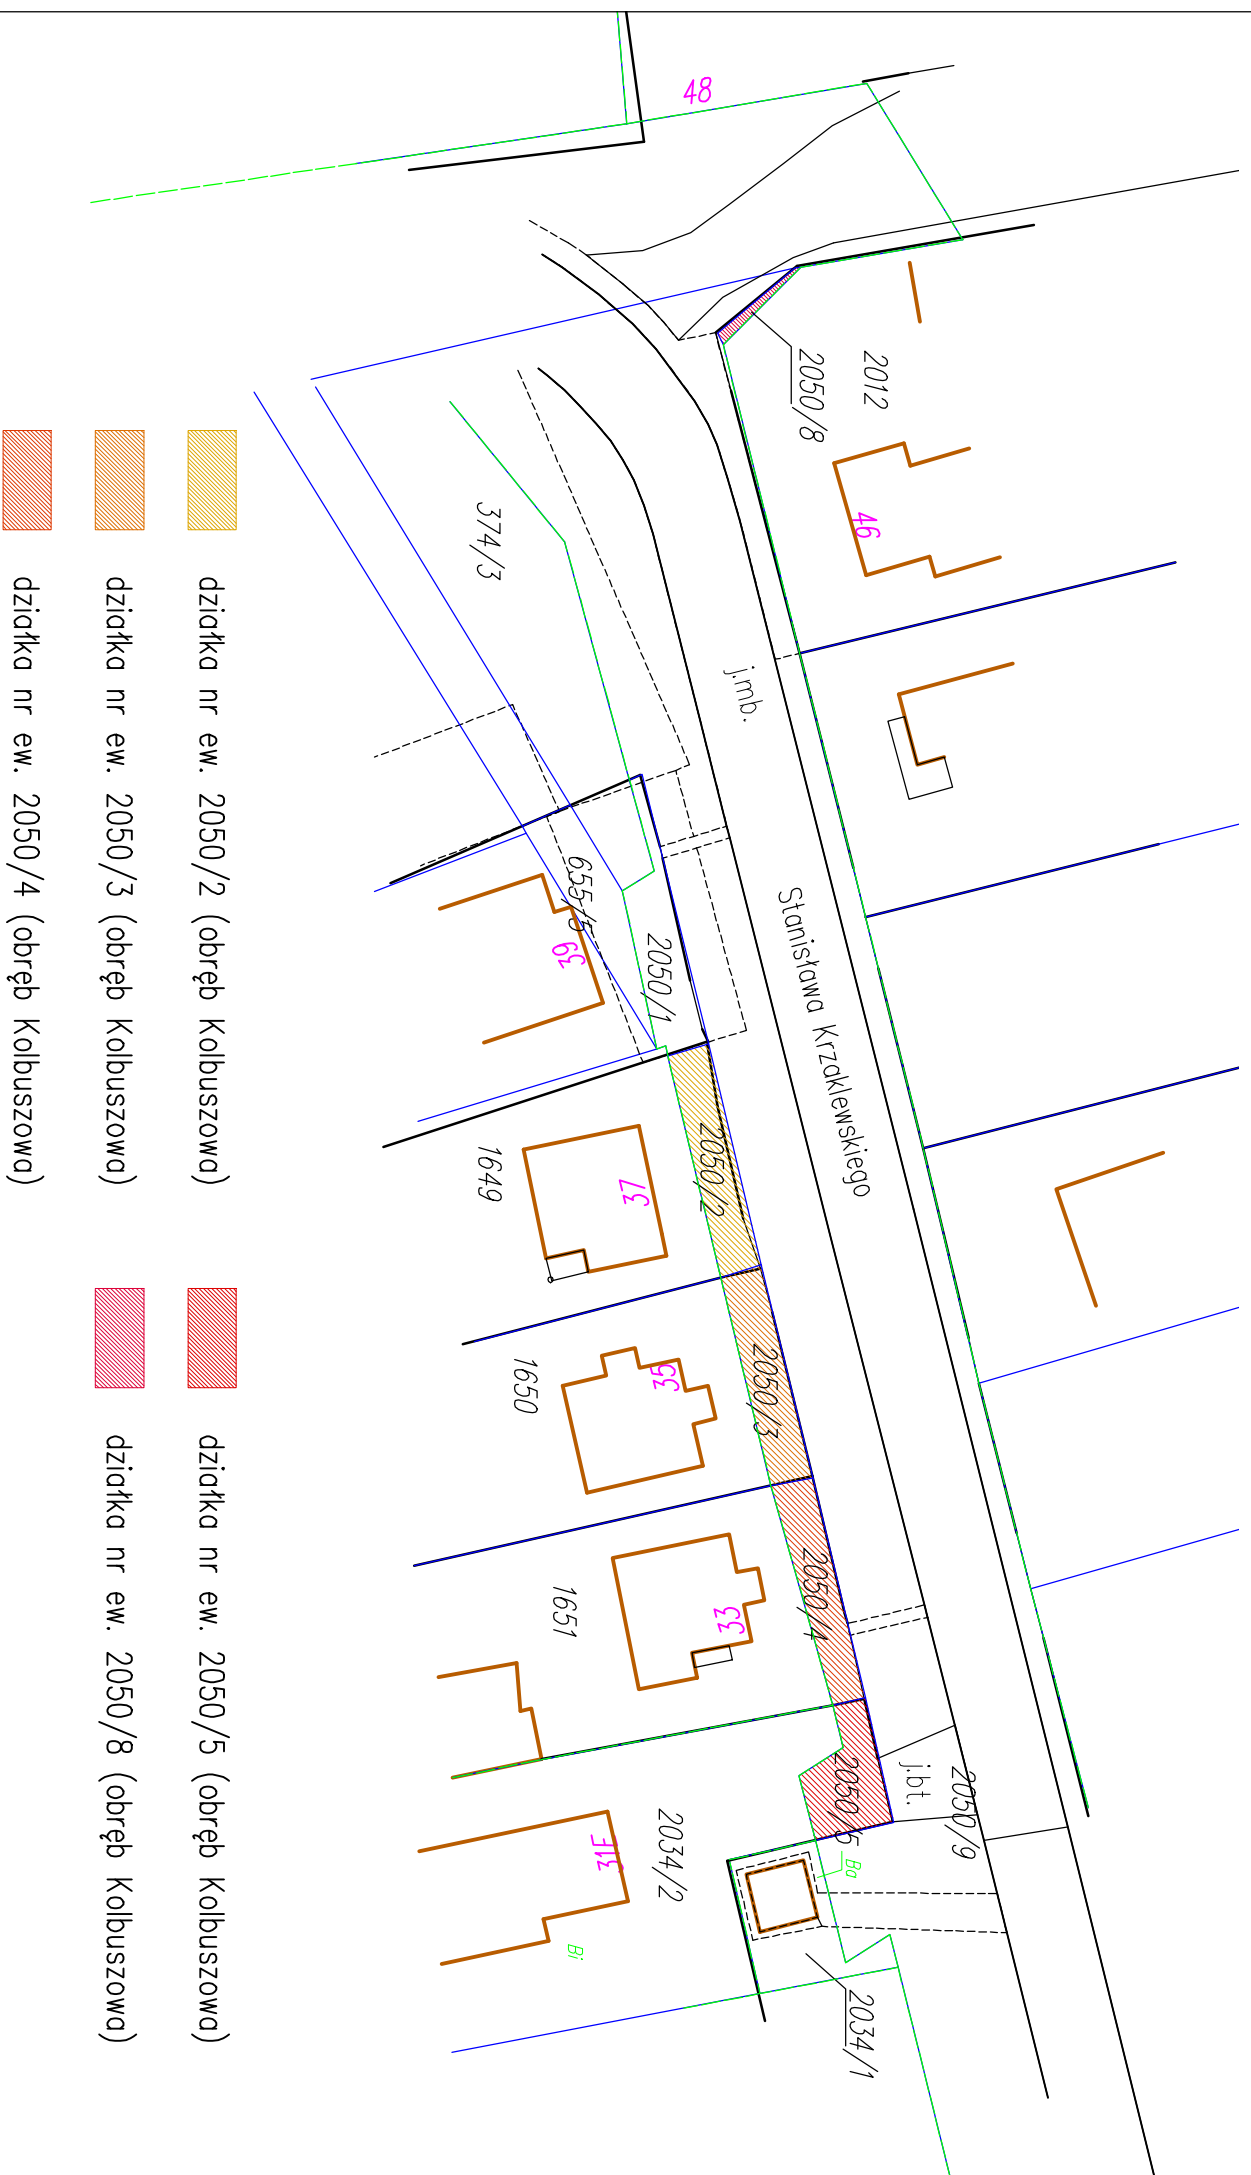 48
2012
2050/8
46
374/3
j.mb.
Stanisława Krzaklewskiego
655/5
39
2050/1
2050/2
1649
37
2050/3
1650
35
2050/4
1651
33
2050/5
j.bt.
2050/9
2034/2
31F
Ba
Bi
2034/1
działka nr ew. 2050/2 (obręb Kolbuszowa)
działka nr ew. 2050/3 (obręb Kolbuszowa)
działka nr ew. 2050/4 (obręb Kolbuszowa)
działka nr ew. 2050/5 (obręb Kolbuszowa)
działka nr ew. 2050/8 (obręb Kolbuszowa)